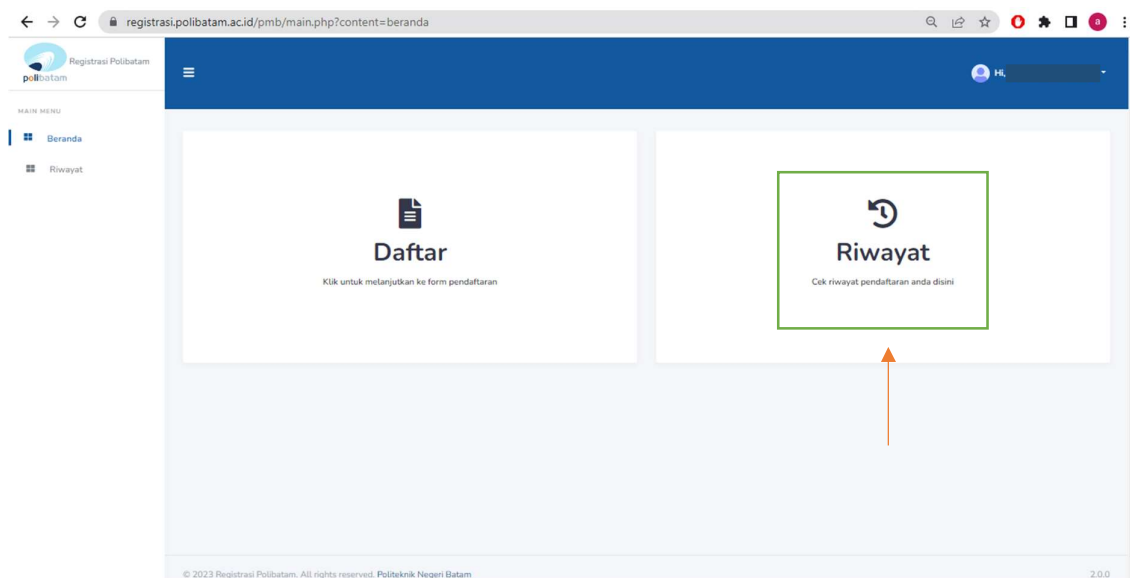 registrasi.polibatam.ac.id/pmb/main.php?content=beranda
a
Registrasi Polibatam
polibatam
Hi,
MAIN MENU
Beranda
Riwayat
Daftar
Klik untuk melanjutkan ke form pendaftaran
Riwayat
Cek riwayat pendaftaran anda disini
© 2023 Registrasi Polibatam. All rights reserved. Politeknik Negeri Batam
2.0.0